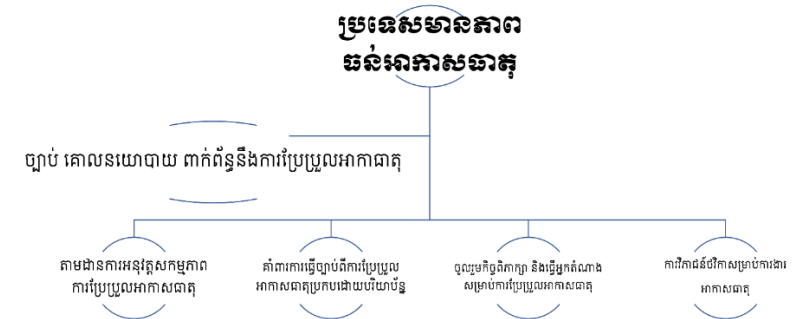 ប្រទេសមានភាព
ធន់អាកាសធាតុ
ច្បាប់ គោលនយោបាយ ពាក់ព័ន្ធនឹងការប្រែប្រួលអាកាធាតុ
តាមដានការអនុវត្តសកម្មភាព
ការប្រែប្រួលអាកាសធាតុ
គាំពារការធ្វើច្បាប់ពីការប្រែប្រួល
អាកាសធាតុប្រកបដោយបរិយាប័ន្ន
ចូលរួមកិច្ចពិភាក្សា និងធ្វើអ្នកតំណាង
សម្រាប់ការប្រែប្រួលអាកាសធាតុ
ការវិភាជន៍ថវិកាសម្រាប់ការងារ
អាកាសធាតុ